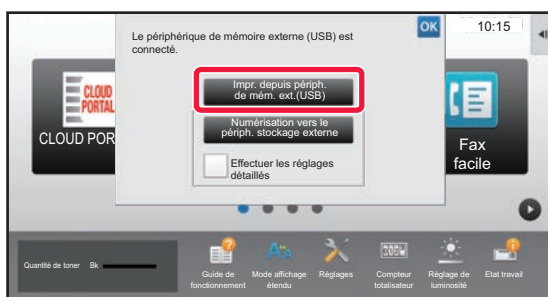 Le périphérique de mémoire externe (USB) est
connecté.
OK
10:15
Impr. depuis périph.
de mém. ext.(USB)
Numérisation vers le
périph. stockage externe
Effectuer les réglages
détaillés
CLOUD
PORTAL
CLOUD POR
Fax
facile
Quantité de toner
Bk
Guide de
fonctionnement
Mode affichage
étendu
Réglages
Compteur
totalisateur
Réglage de
luminosité
Etat travail